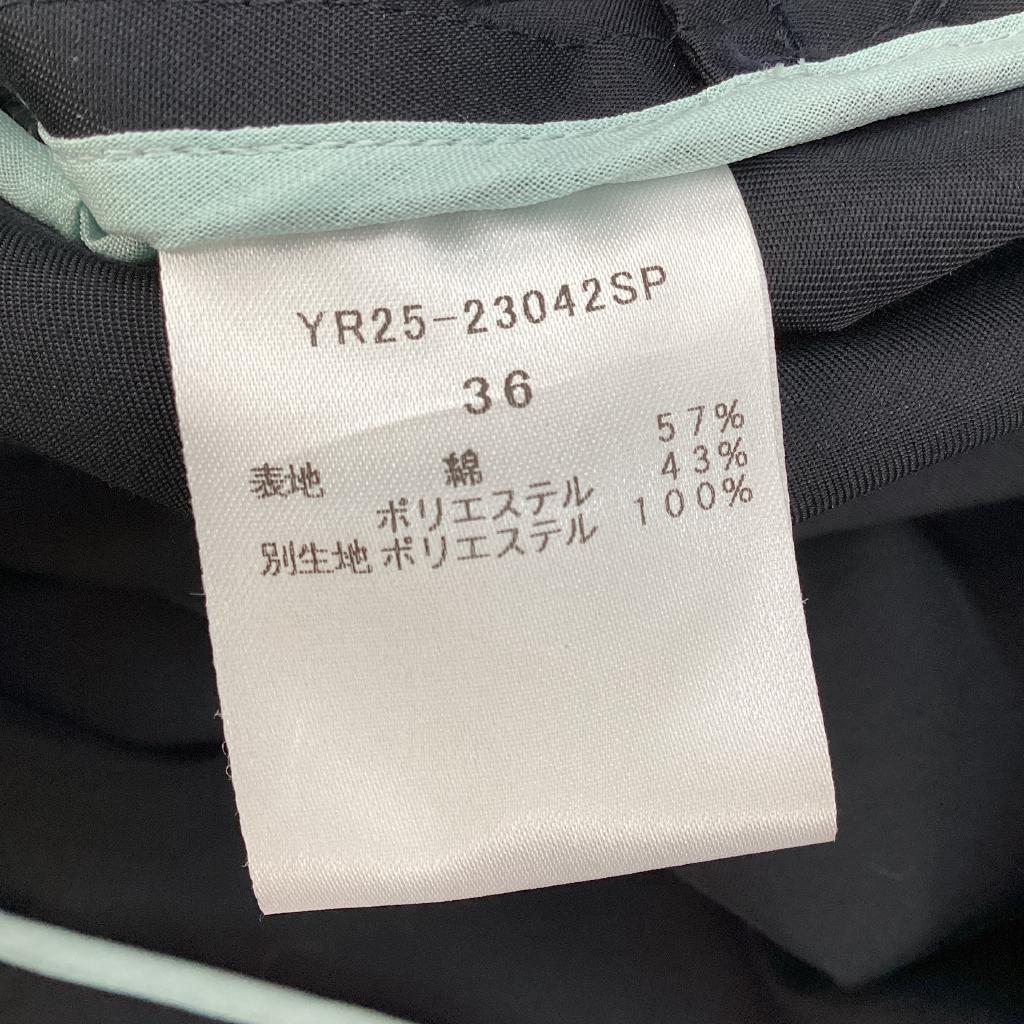 YR25-23042SP
36
表地 綿 57%
ポリエステル 43%
別生地 ポリエステル 100%